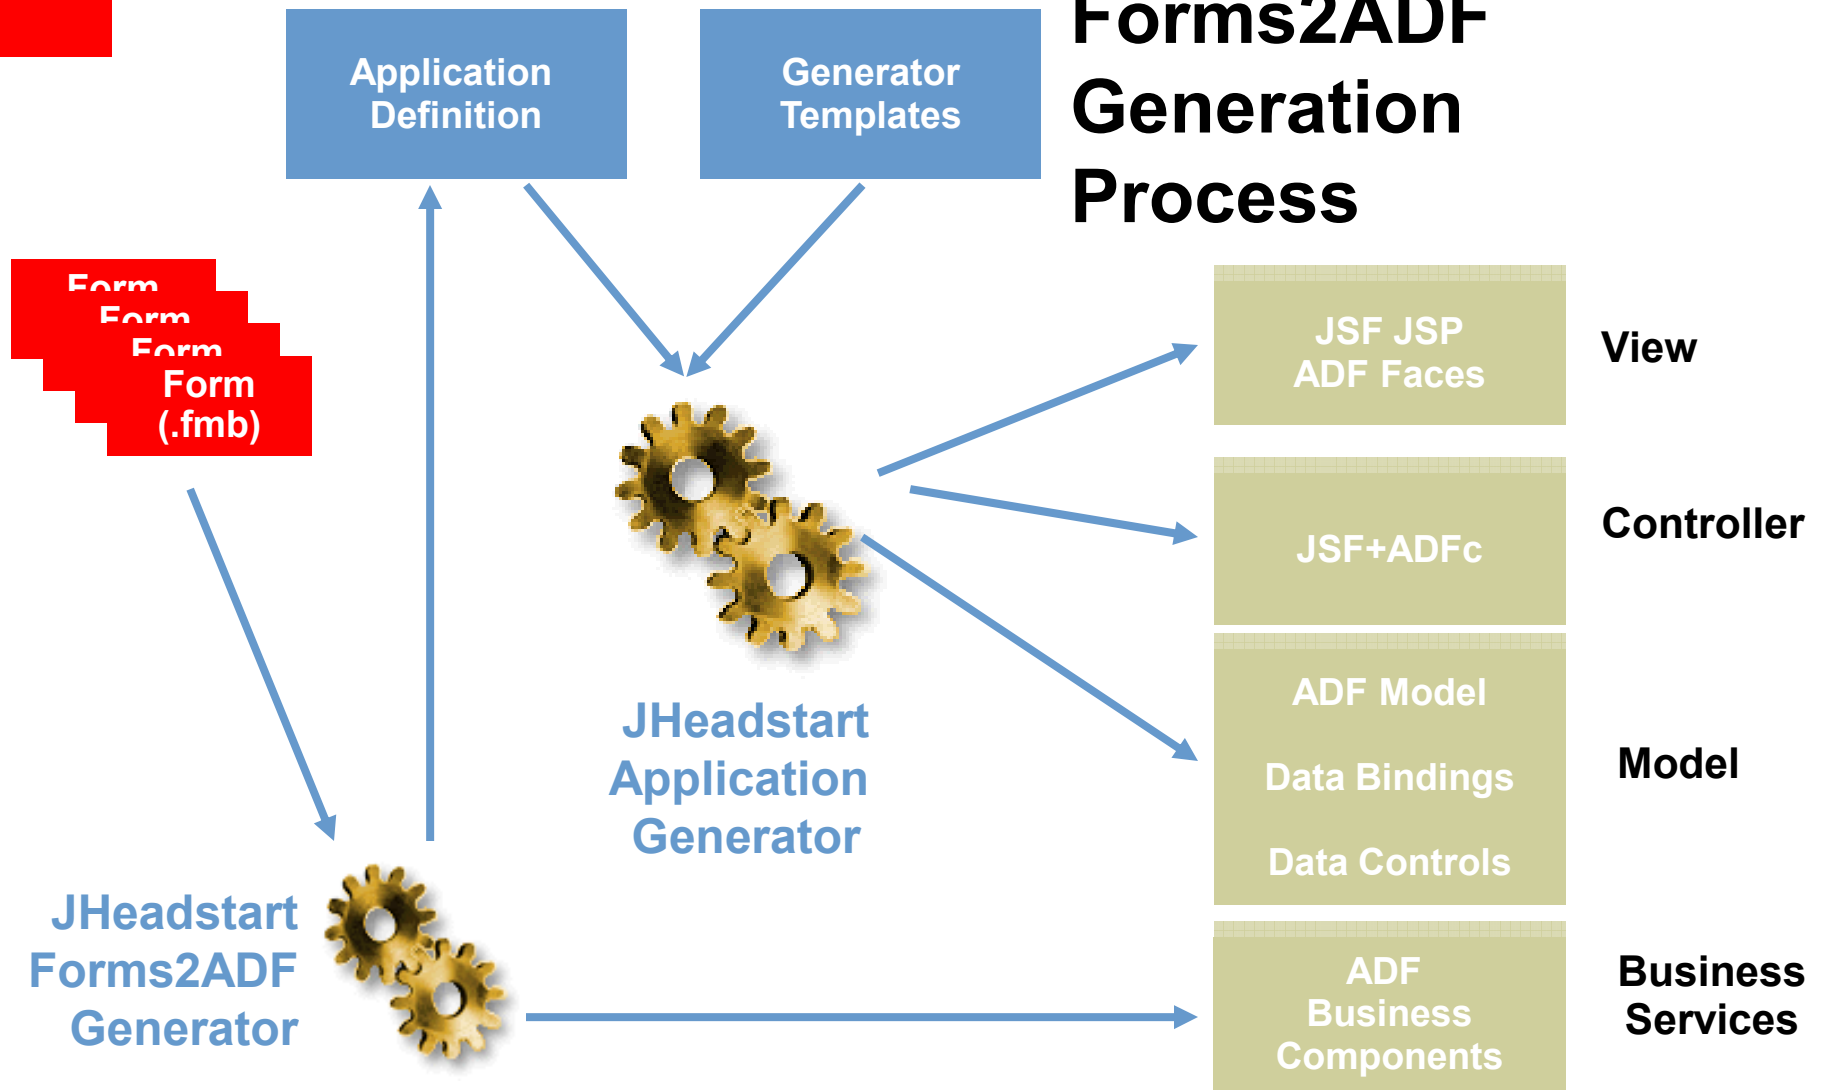 Forms2ADF
Generation
Process
Application
Definition
Generator
Templates
Form
Form
Form
Form
(.fmb)
JSF JSP
ADF Faces
View
JSF+ADFc
Controller
ADF Model
Data Bindings
Data Controls
Model
JHeadstart
Application
Generator
JHeadstart
Forms2ADF
Generator
ADF
Business
Components
Business
Services